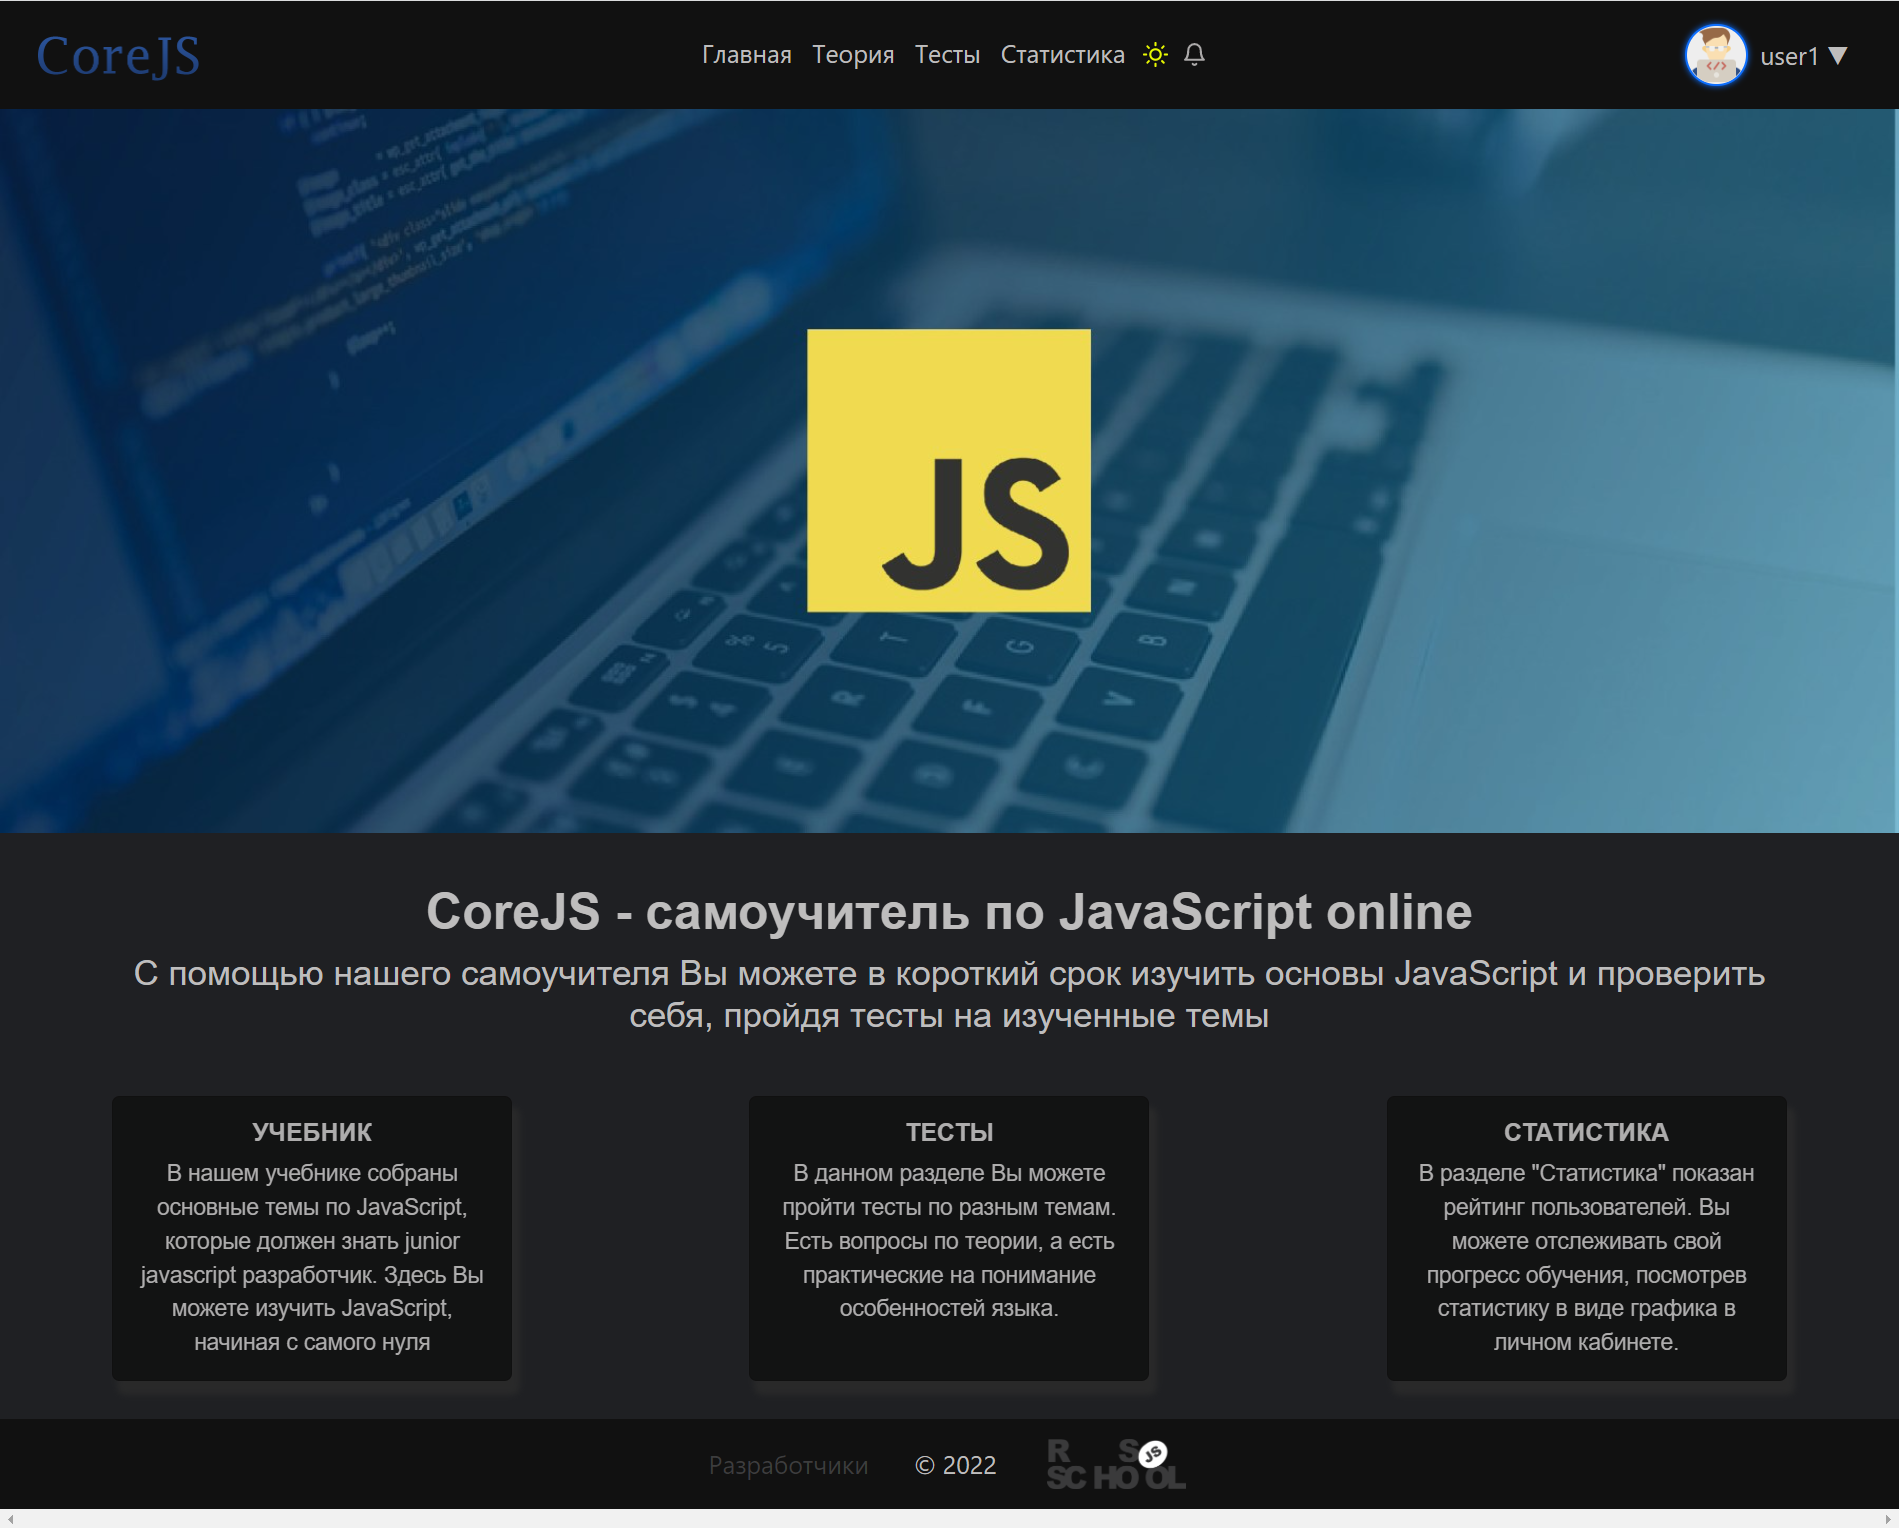 CoreJS
Главная Теория Тесты Статистика
user1
JS
CoreJS - самоучитель по JavaScript online
С помощью нашего самоучителя Вы можете в короткий срок изучить основы JavaScript и проверить
себя, пройдя тесты на изученные темы
УЧЕБНИК
В нашем учебнике собраны
основные темы по JavaScript,
которые должен знать junior
javascript разработчик. Здесь Вы
можете изучить JavaScript,
начиная с самого нуля
ТЕСТЫ
В данном разделе Вы можете
пройти тесты по разным темам.
Есть вопросы по теории, а есть
практические на понимание
особенностей языка.
СТАТИСТИКА
В разделе "Статистика" показан
рейтинг пользователей. Вы
можете отслеживать свой
прогресс обучения, посмотрев
статистику в виде графика в
личном кабинете.
Разработчики © 2022
R S JS
SCHOOL